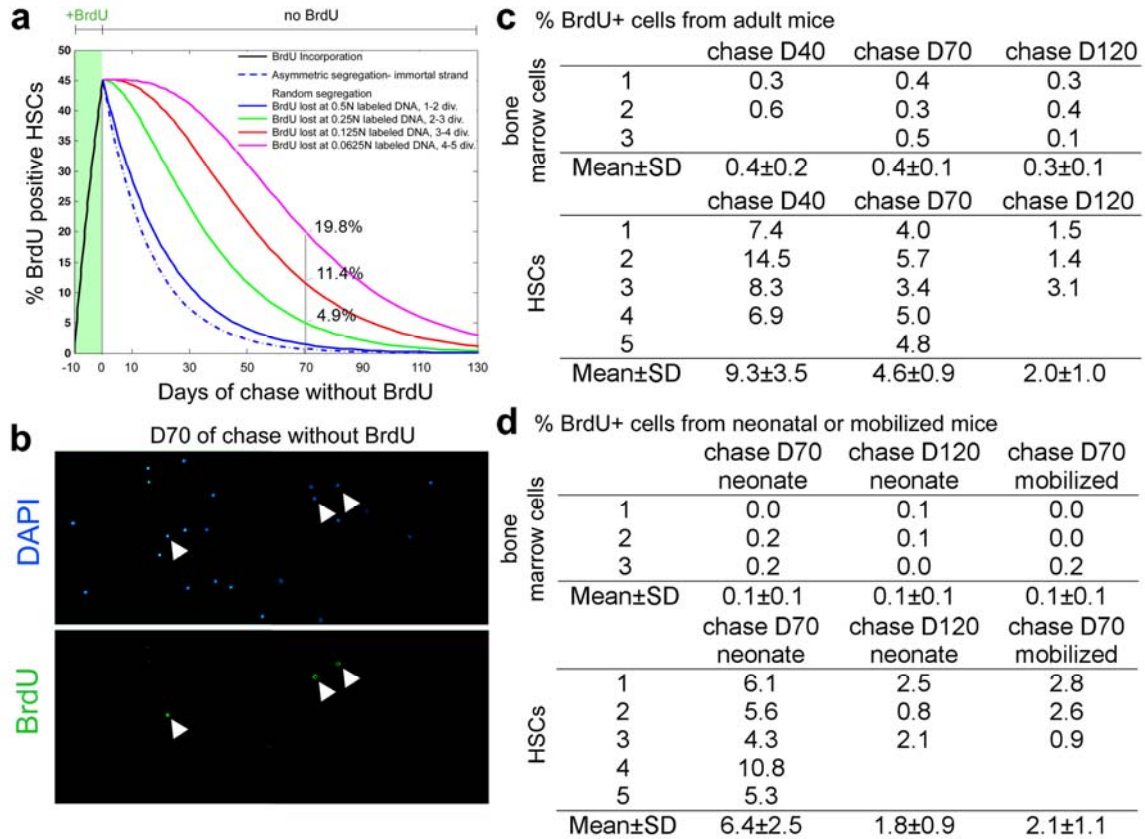 a
+BrdU
no BrdU
50
45
40
35
30
25
20
15
10
5
0
% BrdU positive HSCs
BrdU Incorporation
Asymmetric segregation- immortal strand
Random segregation
BrdU lost at 0.5N labeled DNA, 1-2 div.
BrdU lost at 0.25N labeled DNA, 2-3 div.
BrdU lost at 0.125N labeled DNA, 3-4 div.
BrdU lost at 0.0625N labeled DNA, 4-5 div.
19.8%
11.4%
4.9%
-10 0 10 20 30 40 50 60 70 80 90 100 110 120 130
Days of chase without BrdU
b
D70 of chase without BrdU
DAPI
BrdU
c % BrdU+ cells from adult mice
chase D40 chase D70 chase D120
bone
marrow cells
1 0.3 0.4 0.3
2 0.6 0.3 0.4
3 0.5 0.1
Mean±SD 0.4±0.2 0.4±0.1 0.3±0.1
chase D40 chase D70 chase D120
HSCs
1 7.4 4.0 1.5
2 14.5 5.7 1.4
3 8.3 3.4 3.1
4 6.9 5.0
5 4.8
Mean±SD 9.3±3.5 4.6±0.9 2.0±1.0
d % BrdU+ cells from neonatal or mobilized mice
chase D70 chase D120 chase D70
neonate neonate mobilized
bone
marrow cells
1 0.0 0.1 0.0
2 0.2 0.1 0.0
3 0.2 0.0 0.2
Mean±SD 0.1±0.1 0.1±0.1 0.1±0.1
chase D70 chase D120 chase D70
neonate neonate mobilized
HSCs
1 6.1 2.5 2.8
2 5.6 0.8 2.6
3 4.3 2.1 0.9
4 10.8
5 5.3
Mean±SD 6.4±2.5 1.8±0.9 2.1±1.1